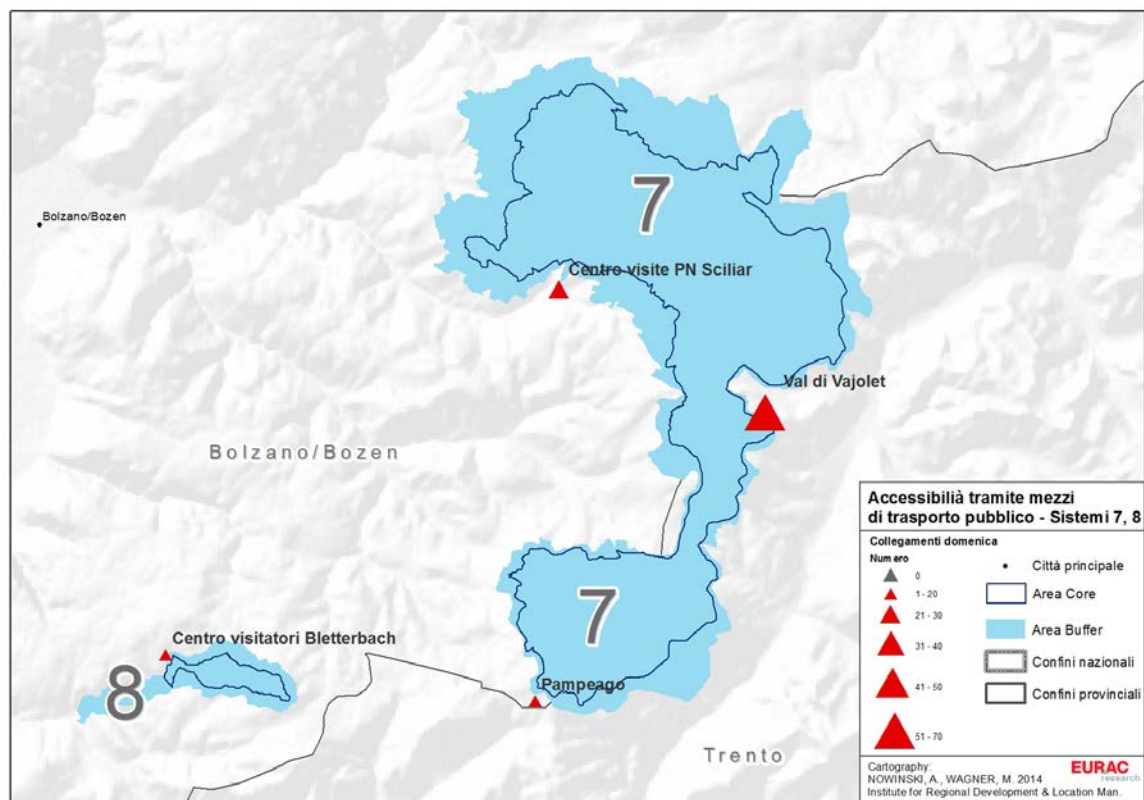 7
Bolzano/Bozen
Centro visite PN Sciliar
Val di Vajolet
Bolzano/Bozen
7
Centro visitatori Bletterbach
8
Pampeago
Trento
Accessibilià tramite mezzi
di trasporto pubblico - Sistemi 7, 8
Collegamenti domenica
Numero
0
1 - 20
21 - 30
31 - 40
41 - 50
51 - 70
Città principale
Area Core
Area Buffer
Confini nazionali
Confini provinciali
Cartography:
NOWINSKI, A., WAGNER, M. 2014
Institute for Regional Development & Location Man.
EURAC
research